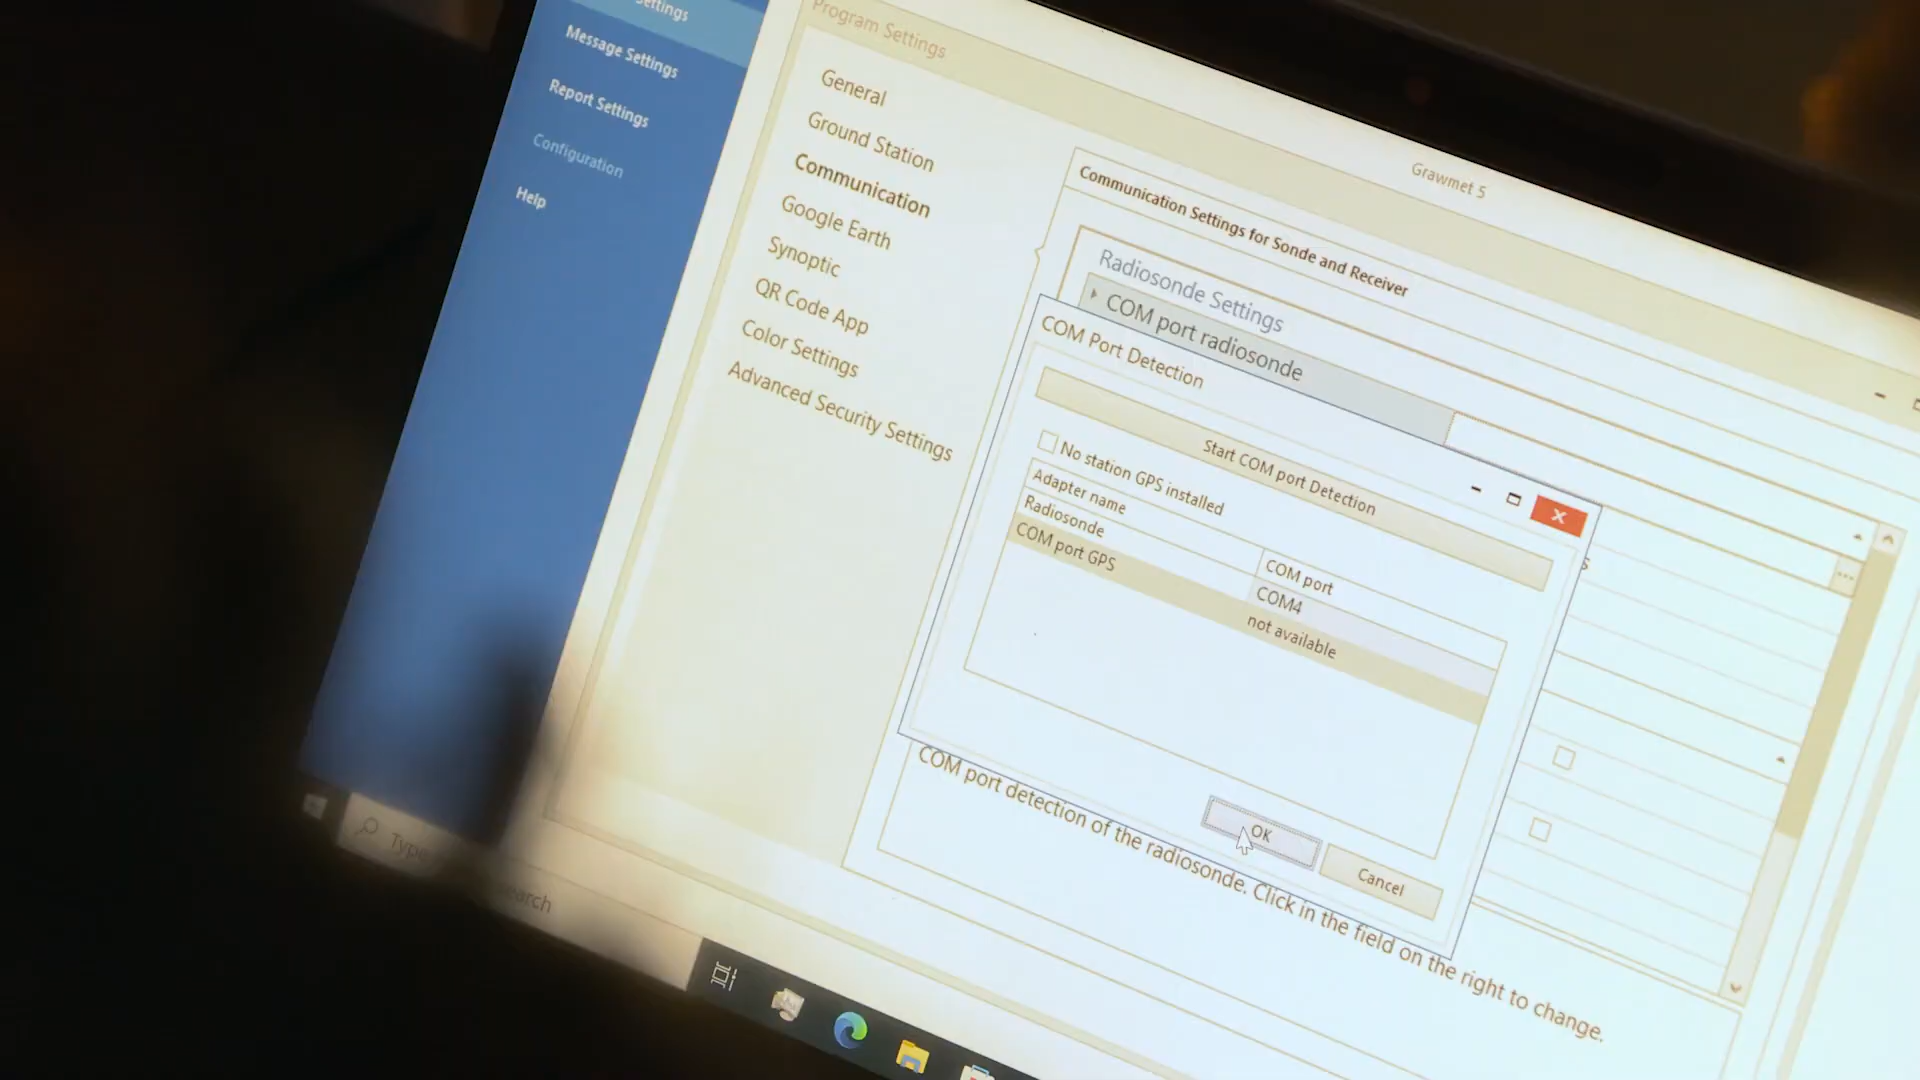 Settings
Message Settings
Report Settings
Configuration
Help
Program Settings
General
Ground Station
Communication
Google Earth
Synoptic
QR Code App
Color Settings
Advanced Security Settings
Grawmet 5
Communication Settings for Sonde and Receiver
Radiosonde Settings
COM port radiosonde
COM Port Detection
Start COM port Detection
No station GPS installed
Adapter name
COM port
Radiosonde
COM4
COM port GPS
not available
OK
Cancel
COM port detection of the radiosonde. Click in the field on the right to change.
Type
search